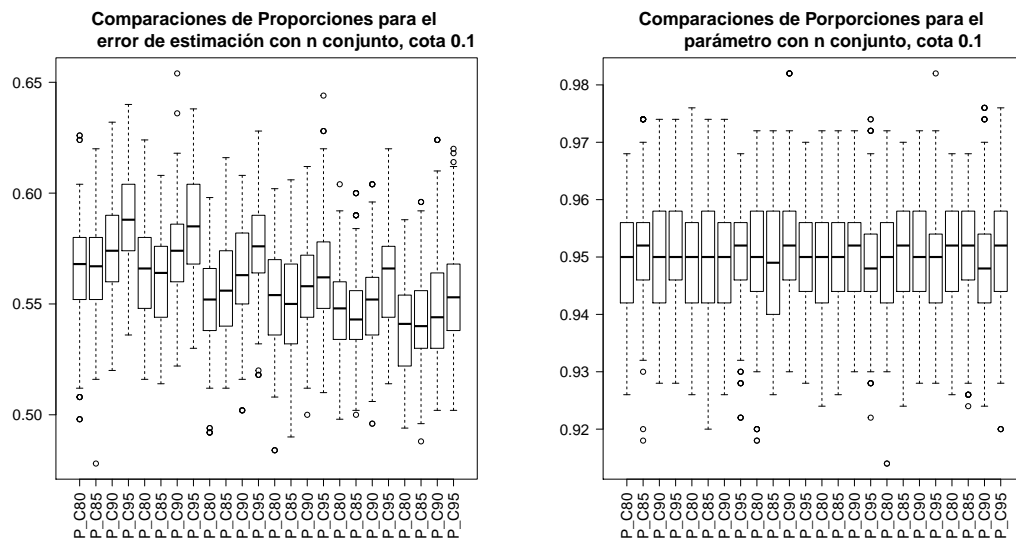 Comparaciones de Proporciones para el
error de estimación con n conjunto, cota 0.1
0.65
0.60
0.55
0.50
P_C80
P_C85
P_C90
P_C95
P_C80
P_C85
P_C90
P_C95
P_C80
P_C85
P_C90
P_C95
P_C80
P_C85
P_C90
P_C95
P_C80
P_C85
P_C90
P_C95
P_C80
P_C85
P_C90
P_C95
Comparaciones de Porporciones para el
parámetro con n conjunto, cota 0.1
0.98
0.97
0.96
0.95
0.94
0.93
0.92
P_C80
P_C85
P_C90
P_C95
P_C80
P_C85
P_C90
P_C95
P_C80
P_C85
P_C90
P_C95
P_C80
P_C85
P_C90
P_C95
P_C80
P_C85
P_C90
P_C95
P_C80
P_C85
P_C90
P_C95